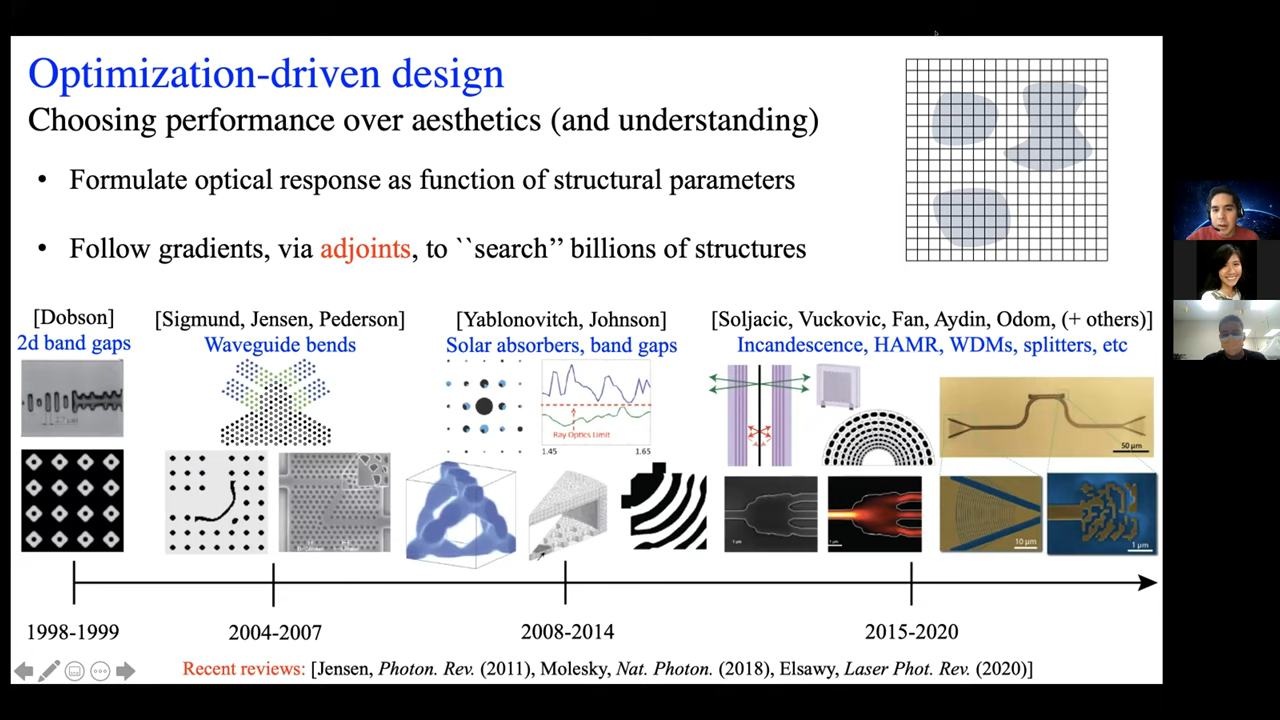 Optimization-driven design
Choosing performance over aesthetics (and understanding)
• Formulate optical response as function of structural parameters
• Follow gradients, via adjoints, to ``search’’ billions of structures
[Dobson]
2d band gaps
[Sigmund, Jensen, Pederson]
Waveguide bends
[Yablonovitch, Johnson]
Solar absorbers, band gaps
[Soljacic, Vuckovic, Fan, Aydin, Odom, (+ others)]
Incandescence, HAMR, WDMs, splitters, etc
Ray Optics Limit
1.45 1.65
50 μm
10 μm
1 μm
1998-1999
2004-2007
2008-2014
2015-2020
Recent reviews: [Jensen, Photon. Rev. (2011), Molesky, Nat. Photon. (2018), Elsawy, Laser Phot. Rev. (2020)]